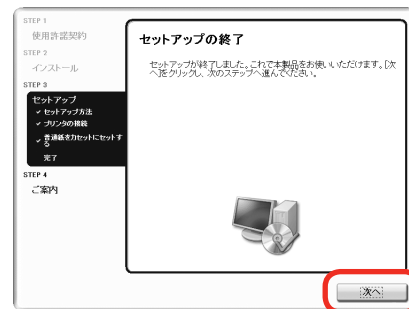 STEP 1
使用許諾契約
STEP 2
インストール
STEP 3
セットアップ
✓ セットアップ方法
✓ プリンタの接続
✓ 普通紙をカセットにセットす
る
完了
STEP 4
ご案内
セットアップの終了
セットアップが終了しました。これで本製品をお使いいただけます。[次
へ]をクリックし、次のステップへ進んでください。
次へ